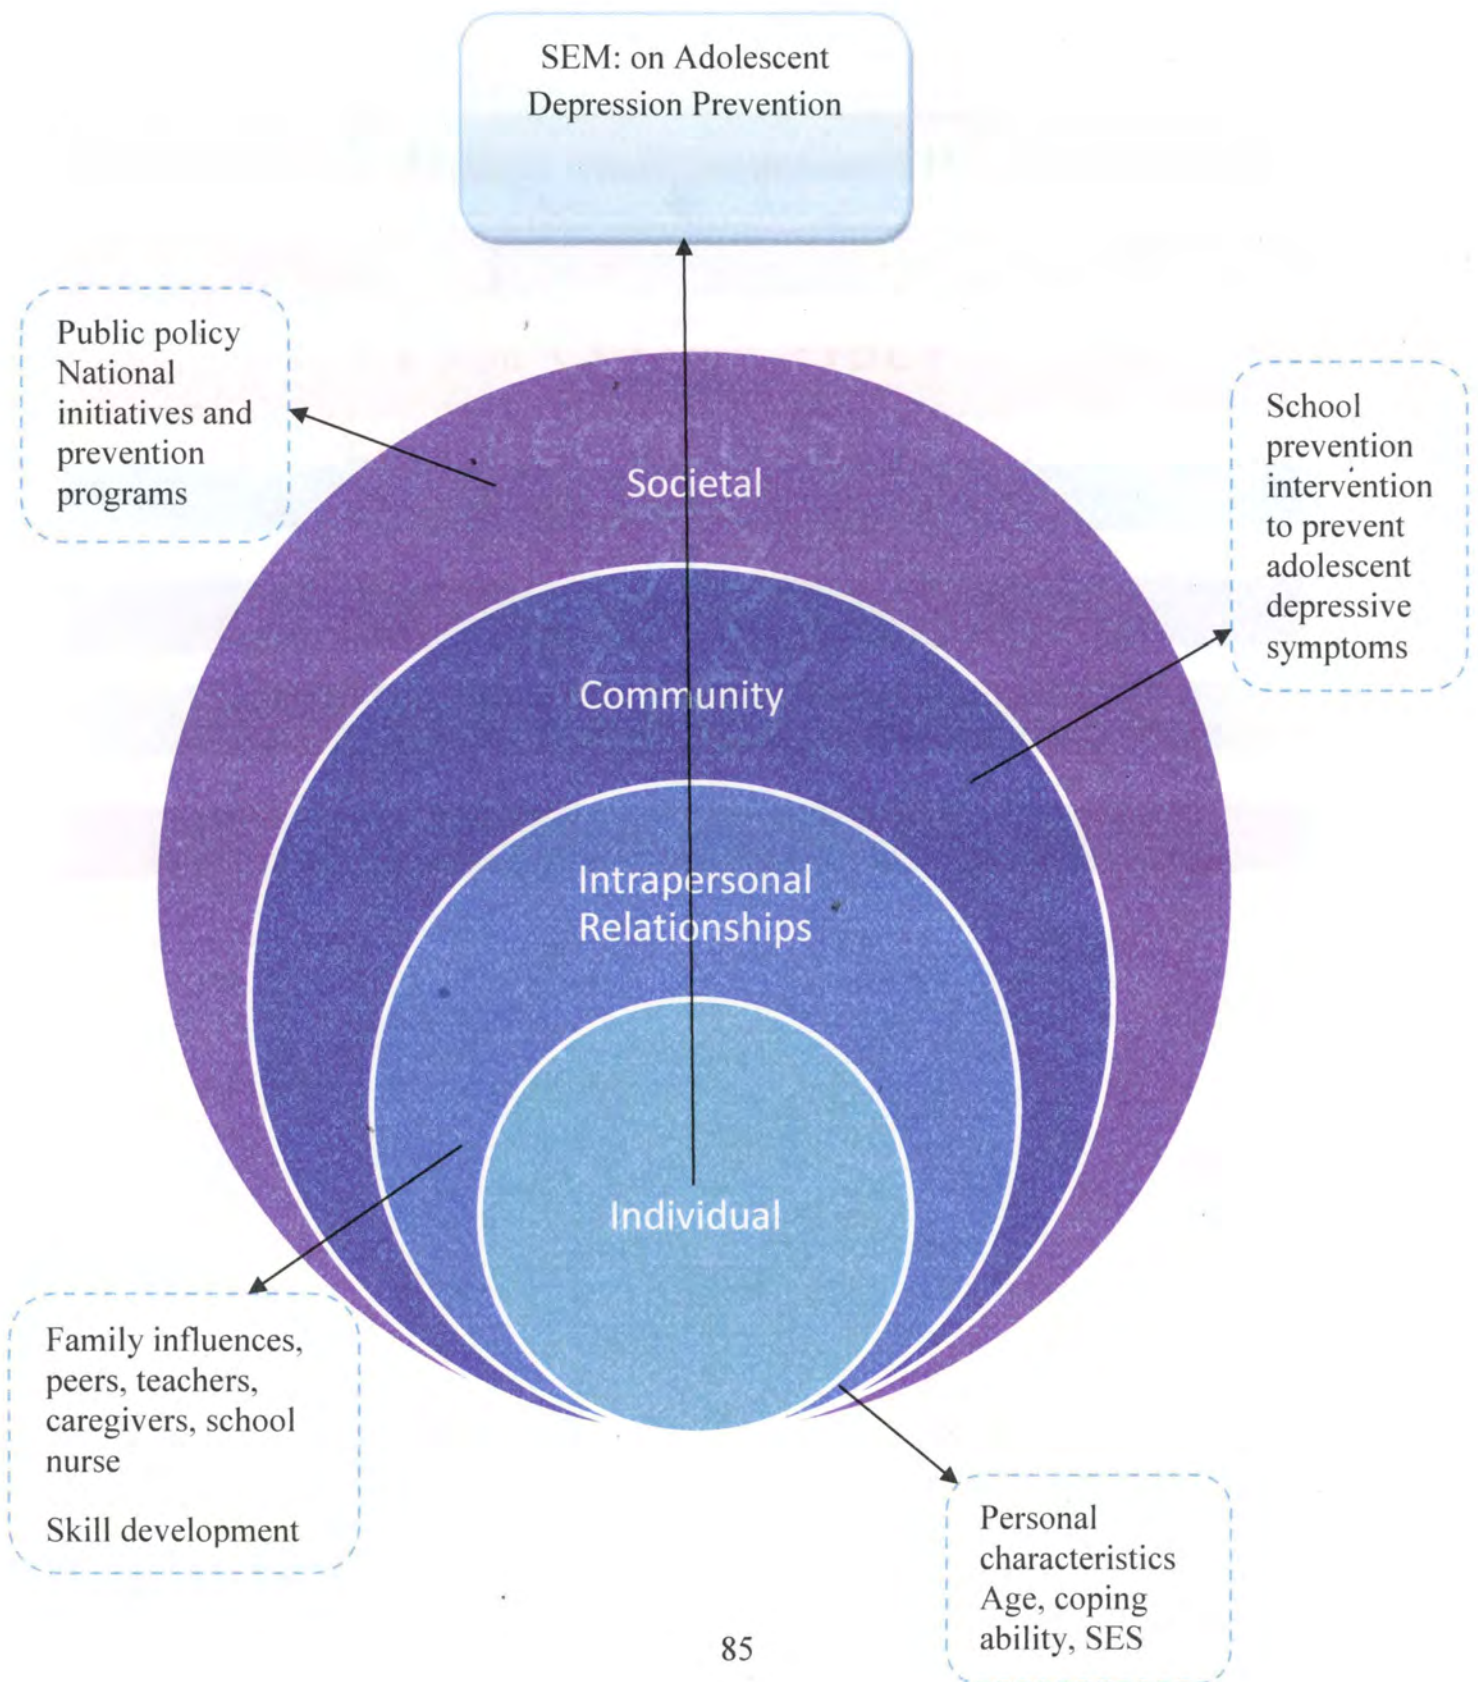 SEM: on Adolescent
Depression Prevention
Public policy
National
initiatives and
prevention
programs
School
prevention
intervention
to prevent
adolescent
depressive
symptoms
Societal
Community
Intrapersonal
Relationships
Individual
Family influences,
peers, teachers,
caregivers, school
nurse
Skill development
Personal
characteristics
Age, coping
ability, SES
85